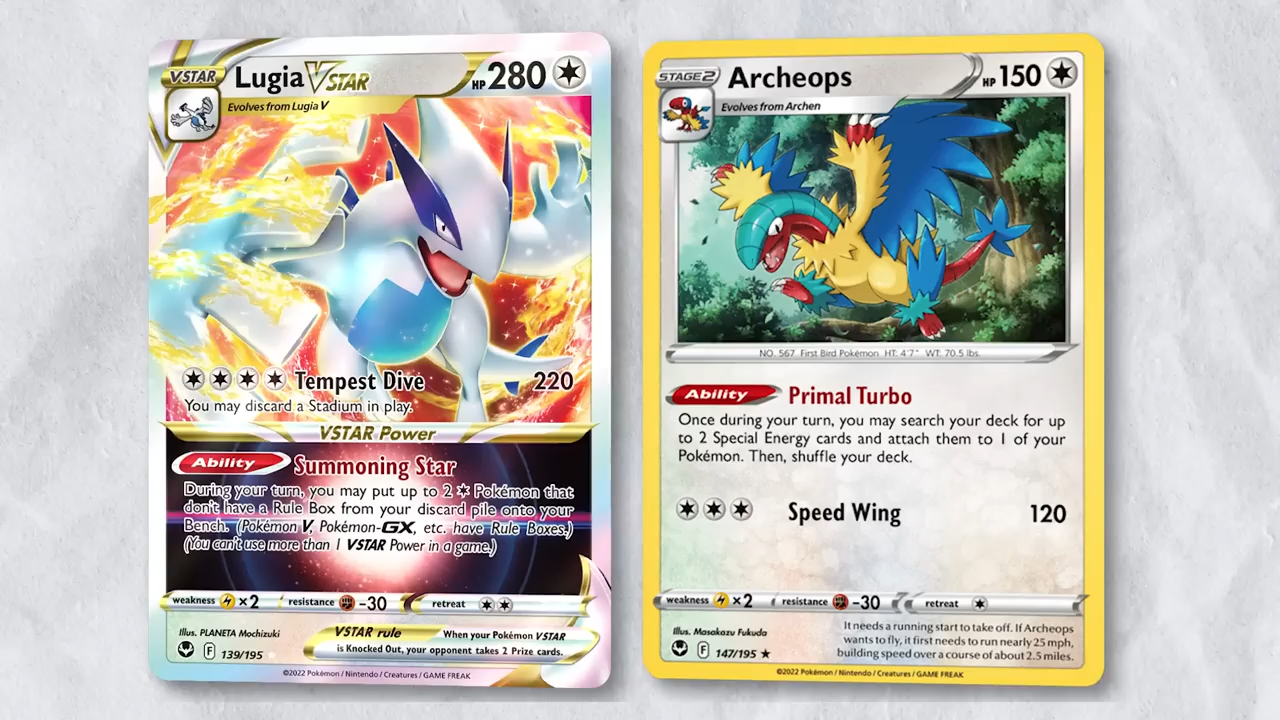 VSTAR Lugia VSTAR HP 280
Evolves from Lugia V
Tempest Dive 220
You may discard a Stadium in play.
VSTAR Power
Ability Summoning Star
During your turn, you may put up to 2 Pokémon that
don't have a Rule Box from your discard pile onto your
Bench. (Pokémon V, Pokémon-GX, etc. have Rule Boxes.)
(You can't use more than 1 VSTAR Power in a game.)
weakness ×2 resistance -30 retreat
Illus. PLANETA Mochizuki
VSTAR rule When your Pokémon VSTAR
is Knocked Out, your opponent takes 2 Prize cards.
F 139/195
©2022 Pokémon / Nintendo / Creatures / GAME FREAK
STAGE 2 Archeops HP 150
Evolves from Archen
NO. 567 First Bird Pokémon HT: 4'7" WT: 70.5 lbs.
Ability Primal Turbo
Once during your turn, you may search your deck for up
to 2 Special Energy cards and attach them to 1 of your
Pokémon. Then, shuffle your deck.
Speed Wing 120
weakness ×2 resistance -30 retreat
Illus. Masakazu Fukuda
F 147/195 ★
It needs a running start to take off. If Archeops
wants to fly, it first needs to run nearly 25 mph,
building speed over a course of about 2.5 miles.
©2022 Pokémon / Nintendo / Creatures / GAME FREAK